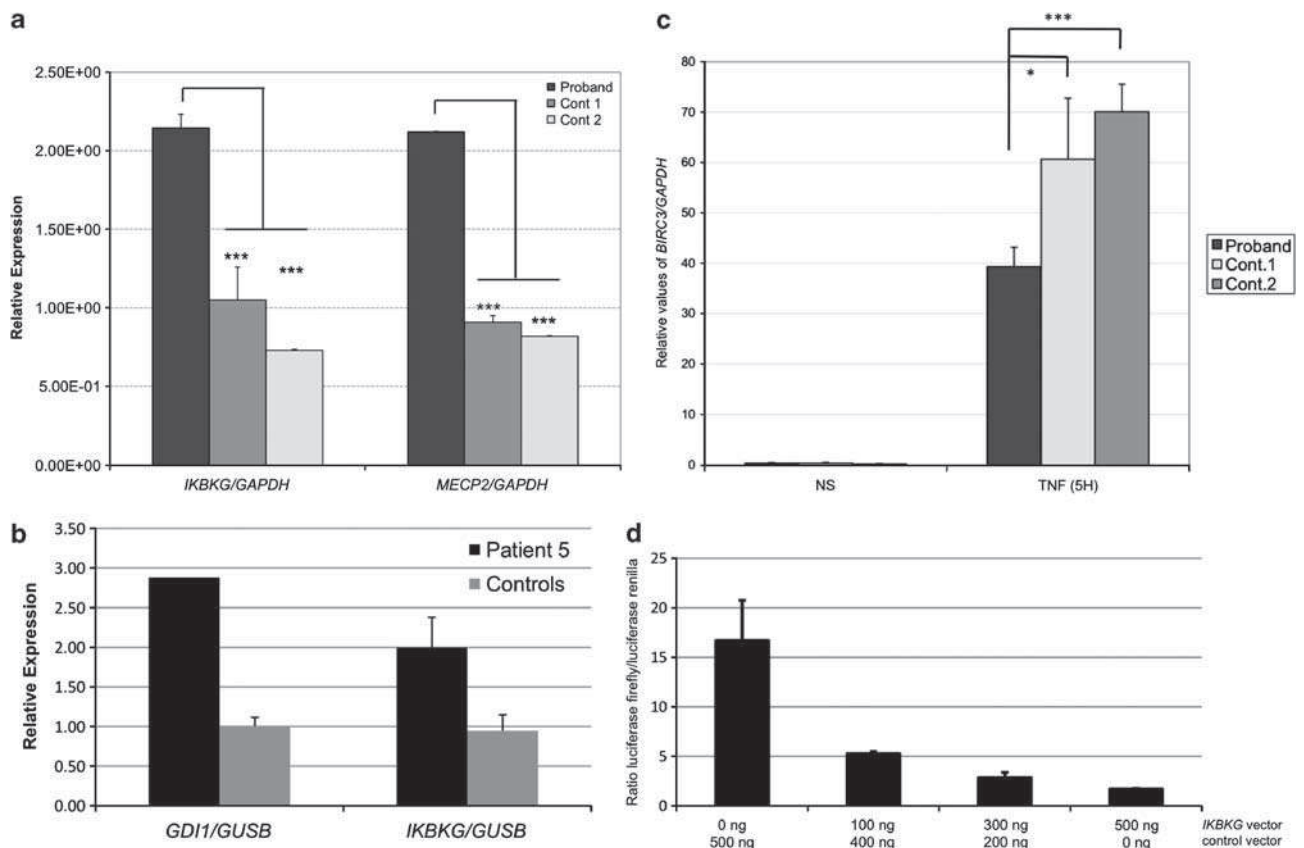 a
2.50E+00
2.00E+00
1.50E+00
1.00E+00
5.00E-01
0.00E+00
Relative Expression
Proband
Cont 1
Cont 2
***
***
***
***
IKBKG/GAPDH
MECP2/GAPDH
b
3.50
3.00
2.50
2.00
1.50
1.00
0.50
0.00
Relative Expression
Patient 5
Controls
GDI1/GUSB
IKBKG/GUSB
c
***
*
80
70
60
50
40
30
20
10
0
Relative values of BIRC3/GAPDH
NS
TNF (5H)
Proband
Cont.1
Cont.2
d
25
20
15
10
5
0
Ratio luciferase firefly/luciferase renilla
0 ng 100 ng 300 ng 500 ng IKBKG vector
500 ng 400 ng 200 ng 0 ng control vector